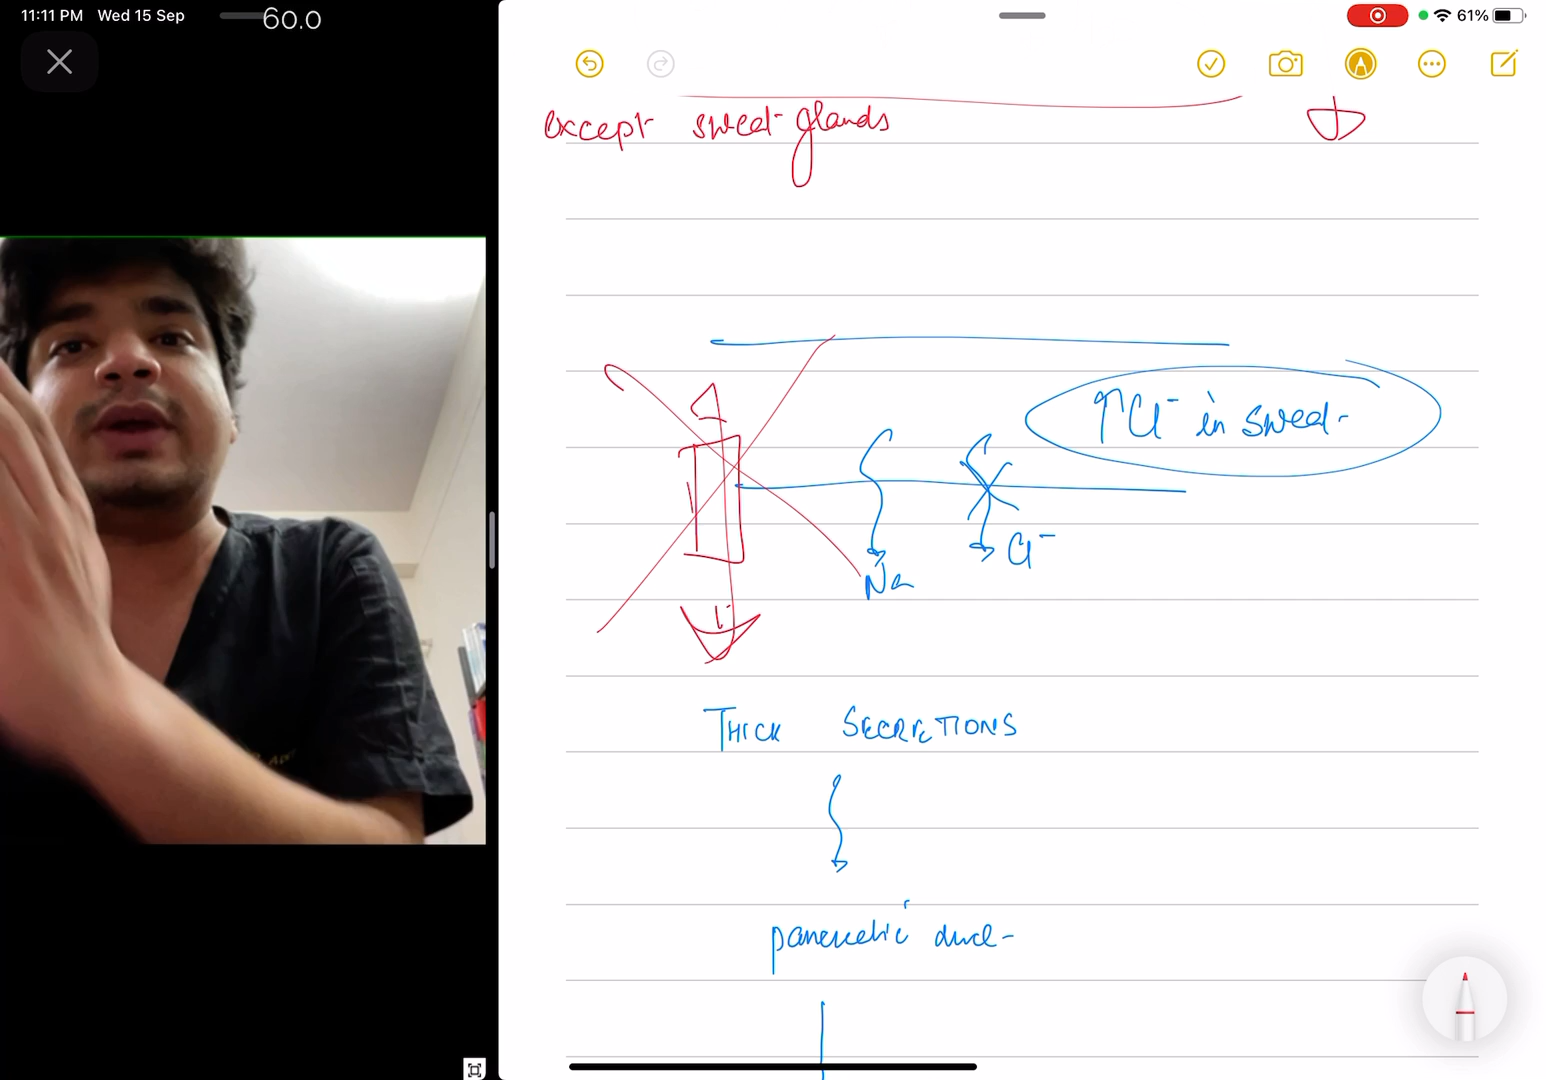 11:11 PM Wed 15 Sep
60.0
61%
except sweat glands
↑Cl⁻ in sweat
Cl⁻
Na
THICK SECRETIONS
pancreatic duct